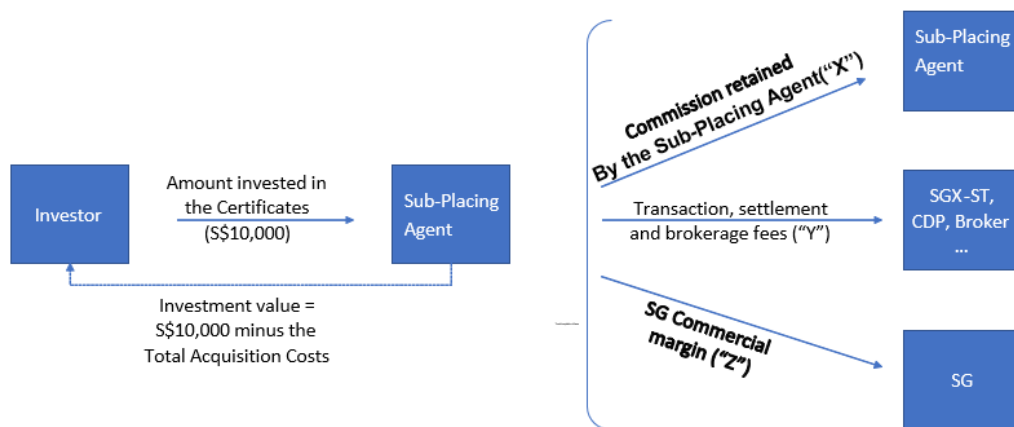 Investor
Amount invested in
the Certificates
(S$10,000)
Sub-Placing
Agent
Investment value =
S$10,000 minus the
Total Acquisition Costs
Commission retained
By the Sub-Placing Agent(“X”)
Sub-Placing
Agent
Transaction, settlement
and brokerage fees (“Y”)
SGX-ST,
CDP, Broker
...
SG Commercial
margin (“Z”)
SG